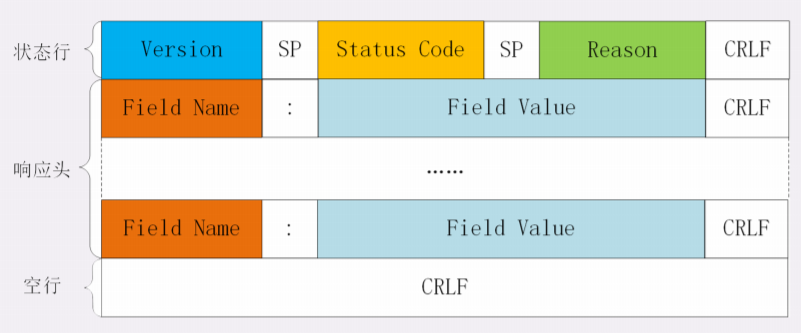 状态行 Version SP Status Code SP Reason CRLF
Field Name : Field Value CRLF
响应头 ……
Field Name : Field Value CRLF
空行 CRLF